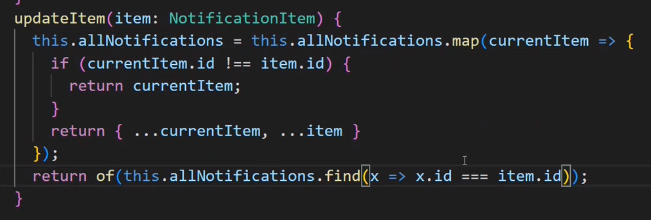 }
updateItem(item: NotificationItem) {
this.allNotifications = this.allNotifications.map(currentItem => {
if (currentItem.id !== item.id) {
return currentItem;
}
return { ...currentItem, ...item }
});
return of(this.allNotifications.find(x => x.id === item.id));
}